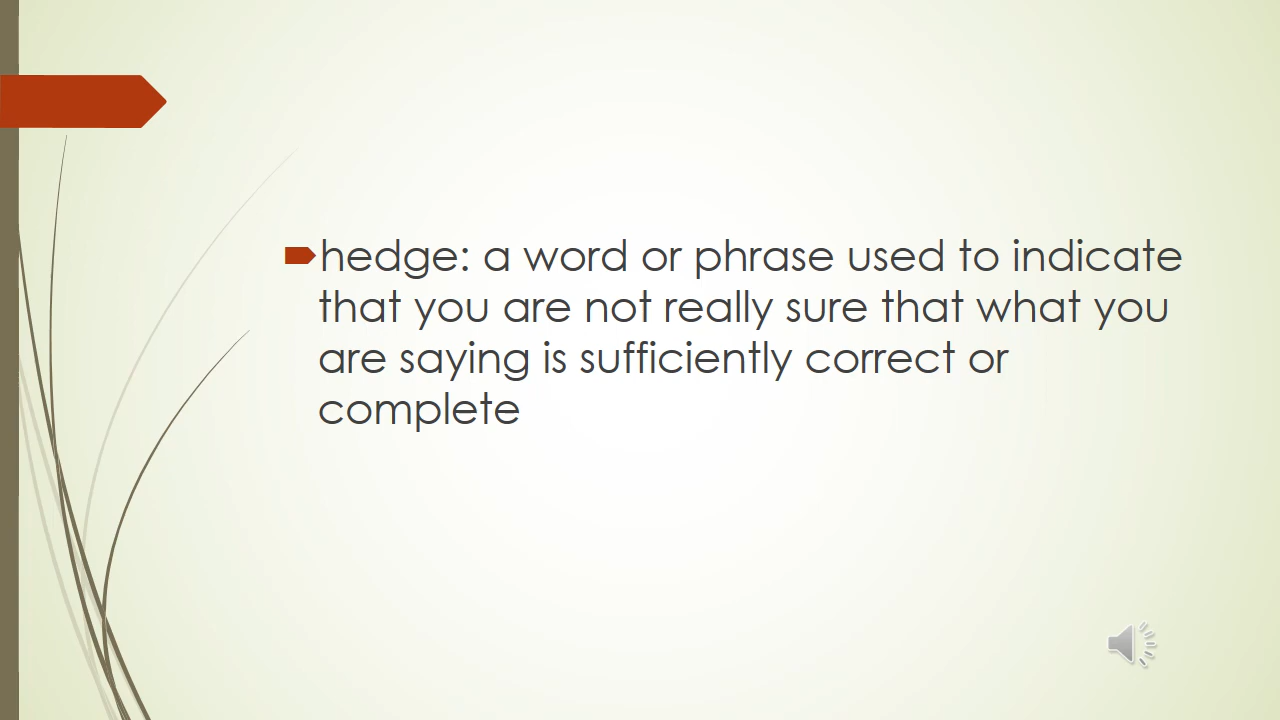 hedge: a word or phrase used to indicate
that you are not really sure that what you
are saying is sufficiently correct or
complete